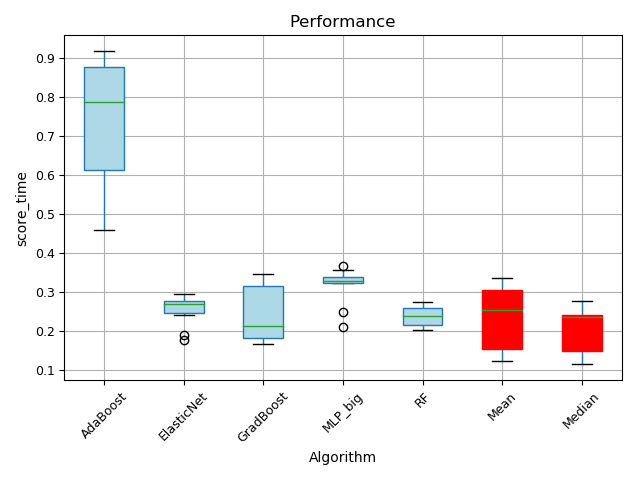 Performance
0.9
0.8
0.7
0.6
0.5
0.4
0.3
0.2
0.1
score_time
AdaBoost
ElasticNet
GradBoost
MLP_big
RF
Mean
Median
Algorithm